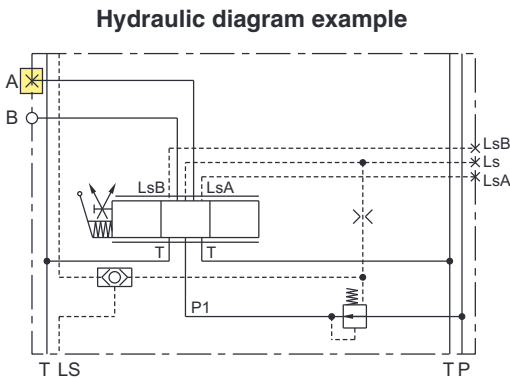 Hydraulic diagram example
A
B
LsB
Ls
LsA
LsB LsA
T T
P1
T LS T P